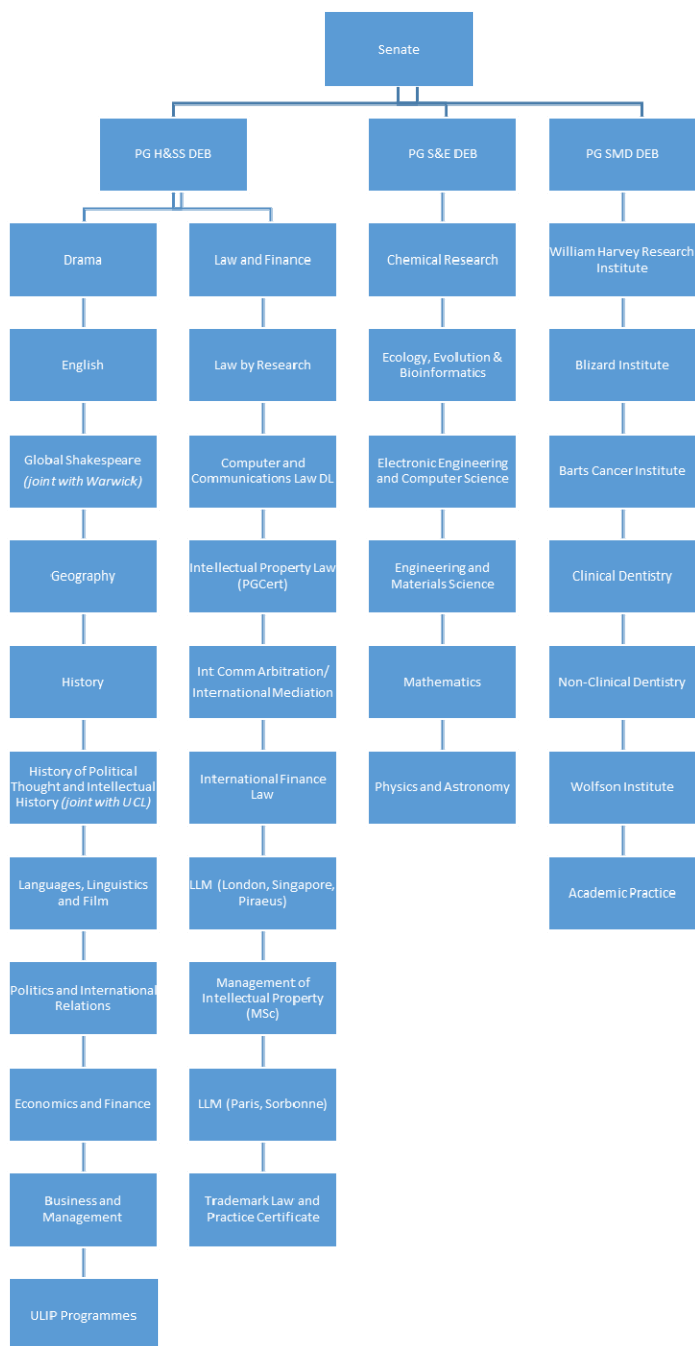 Senate
PG H&SS DEB
PG S&E DEB
PG SMD DEB
Drama
English
Global Shakespeare
(joint with Warwick)
Geography
History
History of Political
Thought and Intellectual
History (joint with UCL)
Languages, Linguistics
and Film
Politics and International
Relations
Economics and Finance
Business and
Management
ULIP Programmes
Law and Finance
Law by Research
Computer and
Communications Law DL
Intellectual Property Law
(PGCert)
Int Comm Arbitration/
International Mediation
International Finance
Law
LLM (London, Singapore,
Piraeus)
Management of
Intellectual Property
(MSc)
LLM (Paris, Sorbonne)
Trademark Law and
Practice Certificate
Chemical Research
Ecology, Evolution &
Bioinformatics
Electronic Engineering
and Computer Science
Engineering and
Materials Science
Mathematics
Physics and Astronomy
William Harvey Research
Institute
Blizard Institute
Barts Cancer Institute
Clinical Dentistry
Non-Clinical Dentistry
Wolfson Institute
Academic Practice